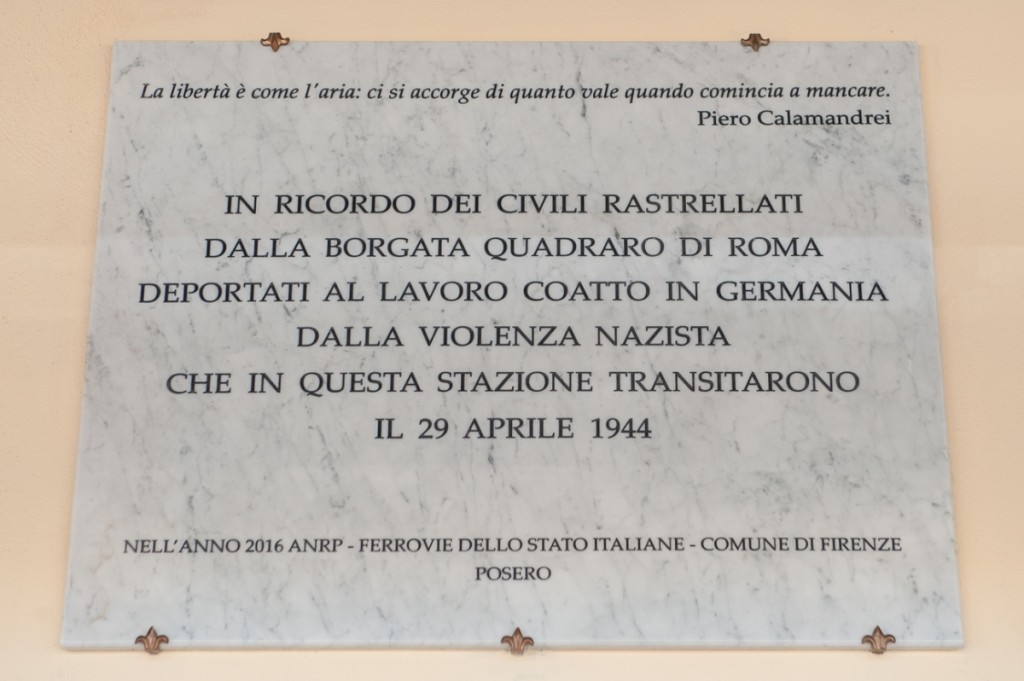 La libertà è come l'aria: ci si accorge di quanto vale quando comincia a mancare.
Piero Calamandrei
IN RICORDO DEI CIVILI RASTRELLATI
DALLA BORGATA QUADRARO DI ROMA
DEPORTATI AL LAVORO COATTO IN GERMANIA
DALLA VIOLENZA NAZISTA
CHE IN QUESTA STAZIONE TRANSITARONO
IL 29 APRILE 1944
NELL'ANNO 2016 ANRP - FERROVIE DELLO STATO ITALIANE - COMUNE DI FIRENZE
POSERO